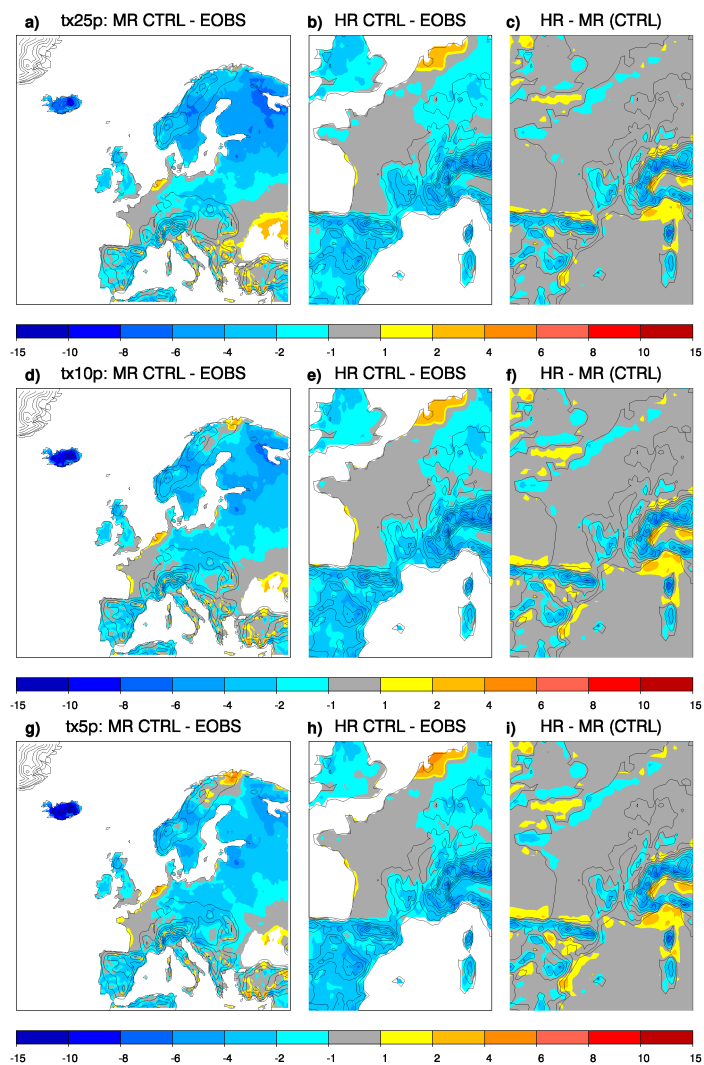 a) tx25p: MR CTRL - EOBS b) HR CTRL - EOBS c) HR - MR (CTRL)
-15 -10 -8 -6 -4 -2 -1 1 2 4 6 8 10 15
d) tx10p: MR CTRL - EOBS e) HR CTRL - EOBS f) HR - MR (CTRL)
-15 -10 -8 -6 -4 -2 -1 1 2 4 6 8 10 15
g) tx5p: MR CTRL - EOBS h) HR CTRL - EOBS i) HR - MR (CTRL)
-15 -10 -8 -6 -4 -2 -1 1 2 4 6 8 10 15